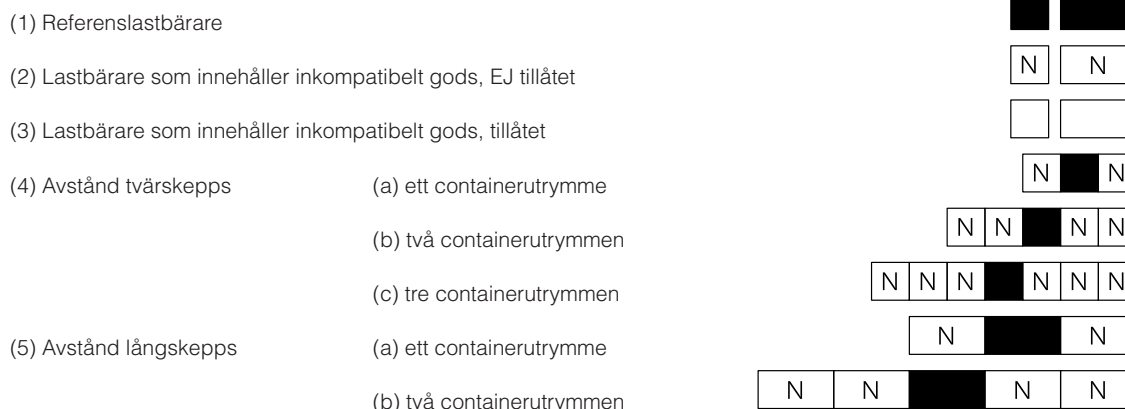 (1) Referenslastbärare
(2) Lastbärare som innehåller inkompatibelt gods, EJ tillåtet N N
(3) Lastbärare som innehåller inkompatibelt gods, tillåtet
(4) Avstånd tvärskepps (a) ett containerutrymme N N
(b) två containerutrymmen N N N N
(c) tre containerutrymmen N N N N N N
(5) Avstånd långskepps (a) ett containerutrymme N N
(b) två containerutrymmen N N N N